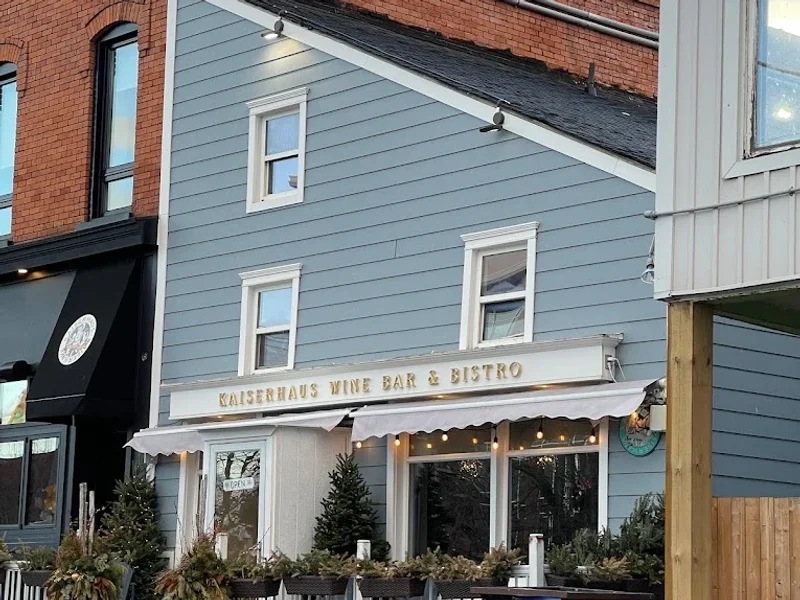 KAISERHAUS WINE BAR & BISTRO
OPEN